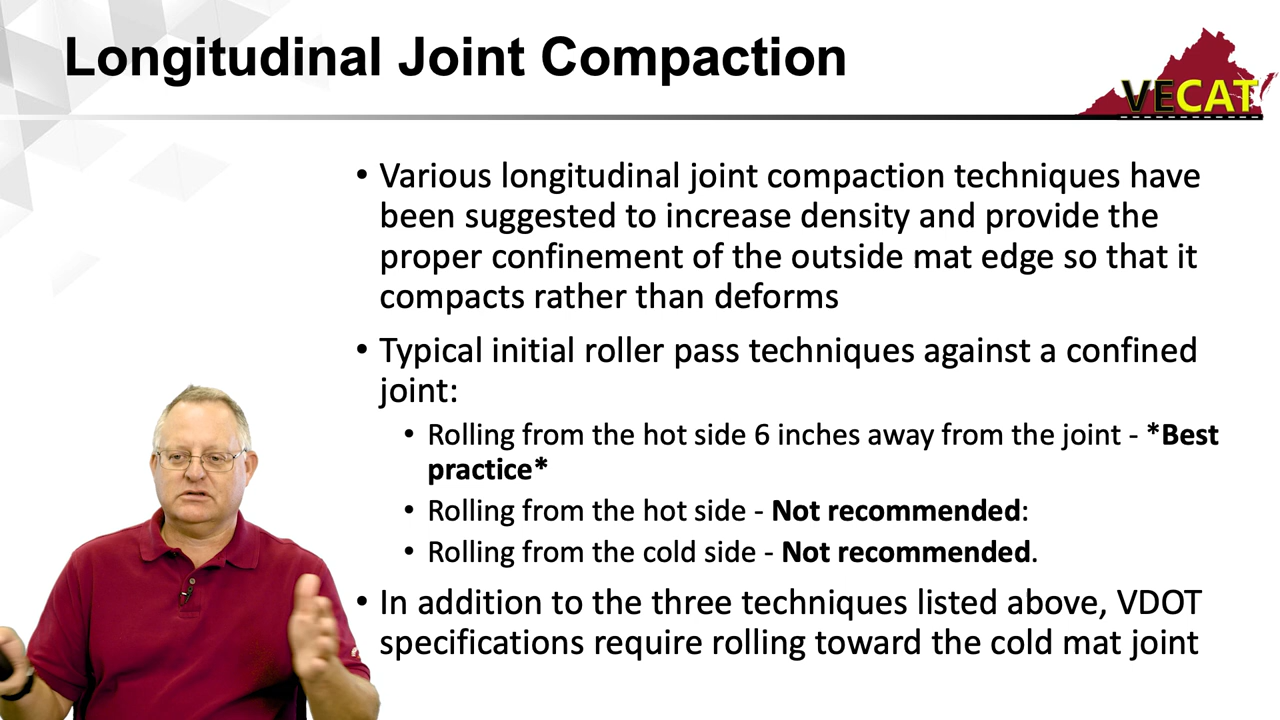 Longitudinal Joint Compaction
VECAT
• Various longitudinal joint compaction techniques have
been suggested to increase density and provide the
proper confinement of the outside mat edge so that it
compacts rather than deforms
• Typical initial roller pass techniques against a confined
joint:
• Rolling from the hot side 6 inches away from the joint - *Best
practice*
• Rolling from the hot side - Not recommended:
• Rolling from the cold side - Not recommended.
• In addition to the three techniques listed above, VDOT
specifications require rolling toward the cold mat joint